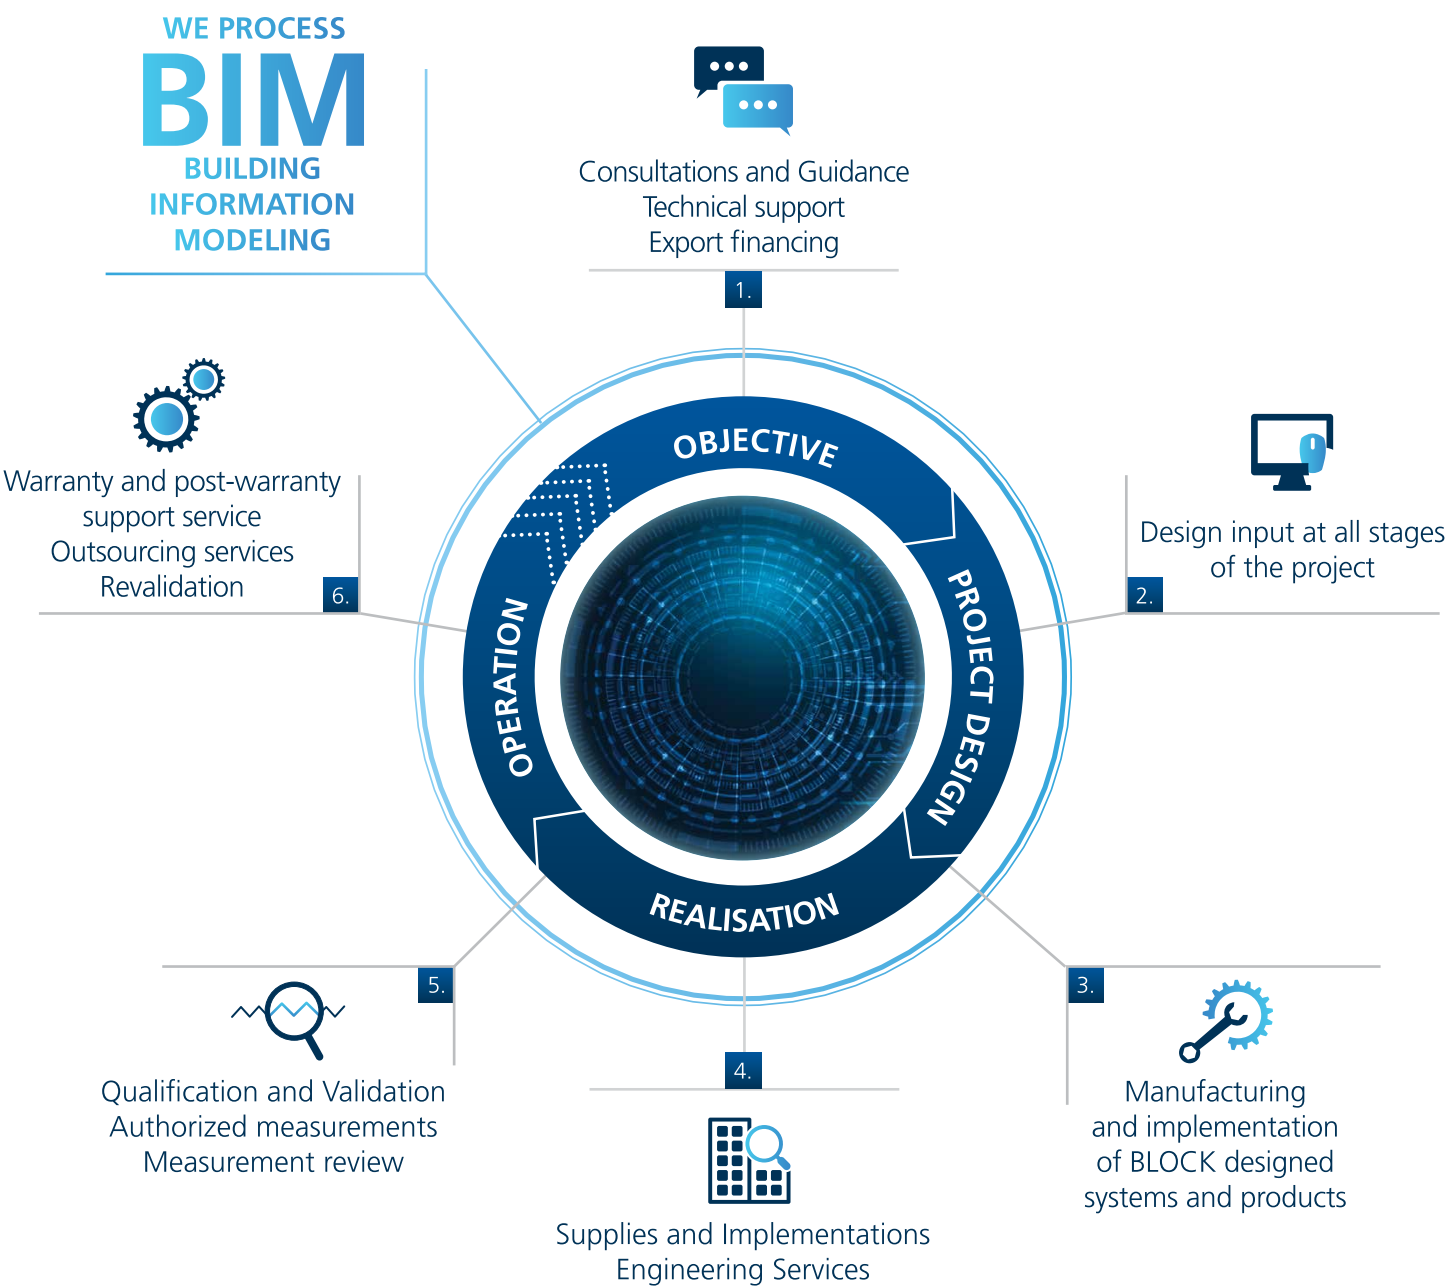 WE PROCESS
BIM
BUILDING
INFORMATION
MODELING
Consultations and Guidance
Technical support
Export financing
1.
Design input at all stages
of the project
2.
3.
Manufacturing
and implementation
of BLOCK designed
systems and products
4.
Supplies and Implementations
Engineering Services
5.
Qualification and Validation
Authorized measurements
Measurement review
Warranty and post-warranty
support service
Outsourcing services
Revalidation
6.
OBJECTIVE
PROJECT DESIGN
REALISATION
OPERATION